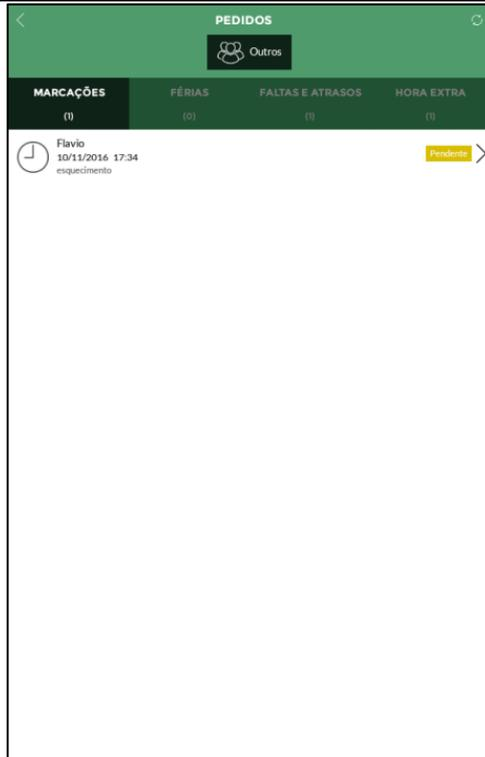 PEDIDOS
Outros
MARCAÇÕES FÉRIAS FALTAS E ATRASOS HORA EXTRA
(1) (0) (1) (1)
Flavio
10/11/2016 17:34
esquecimento
Pendente